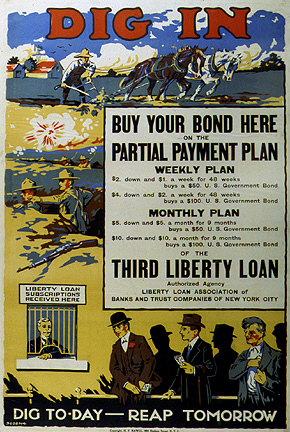 DIG IN
BUY YOUR BOND HERE
ON THE
PARTIAL PAYMENT PLAN
WEEKLY PLAN
$2. down and $1. a week for 48 weeks
buys a $50. U. S. Government Bond
$4. down and $2. a week for 48 weeks
buys a $100. U. S. Government Bond
MONTHLY PLAN
$5. down and $5. a month for 9 months
buys a $50. U. S. Government Bond
$10. down and $10. a month for 9 months
buys a $100. U. S. Government Bond
OF THE
THIRD LIBERTY LOAN
Authorized Agency
LIBERTY LOAN ASSOCIATION of
BANKS AND TRUST COMPANIES OF NEW YORK CITY
LIBERTY LOAN
SUBSCRIPTIONS
RECEIVED HERE
DIG TO-DAY — REAP TOMORROW